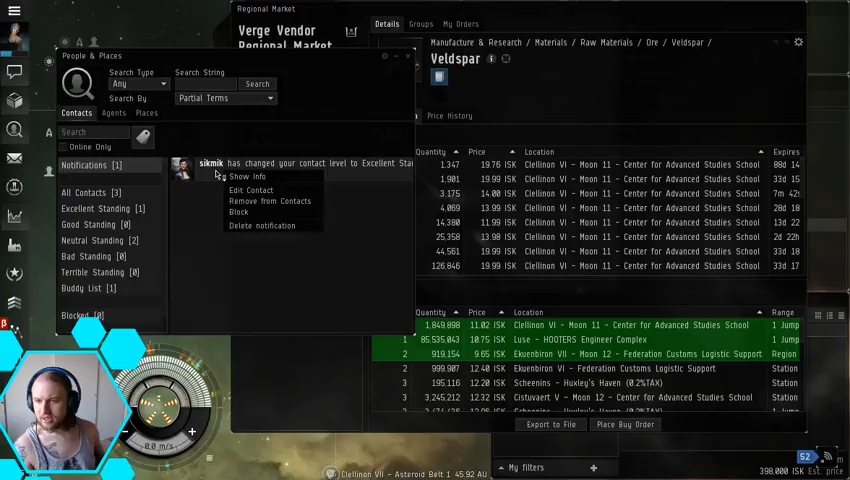 Regional Market
Verge Vendor
Regional Market
Details Groups My Orders
Manufacture & Research / Materials / Raw Materials / Ore / Veldspar /
Veldspar
Price History
People & Places
Search Type
Search String
Any
Search
Search By
Partial Terms
Contacts Agents Places
Search
Online Only
Notifications [1]
All Contacts [3]
Excellent Standing [1]
Good Standing [0]
Neutral Standing [2]
Bad Standing [0]
Terrible Standing [0]
Buddy List [1]
Blocked [0]
sikmik has changed your contact level to Excellent Sta
Show Info
Edit Contact
Remove from Contacts
Block
Delete notification
Quantity Price Location Expires
1,347 19.76 ISK Clellinon VI - Moon 11 - Center for Advanced Studies School 88d 14
1,901 19.99 ISK Clellinon VI - Moon 11 - Center for Advanced Studies School 33d 15
3,175 14.00 ISK Clellinon VI - Moon 11 - Center for Advanced Studies School 7m 42
4,069 13.99 ISK Clellinon VI - Moon 11 - Center for Advanced Studies School 28d 18
14,380 11.99 ISK Clellinon VI - Moon 11 - Center for Advanced Studies School 13d 22
25,358 13.98 ISK Clellinon VI - Moon 11 - Center for Advanced Studies School 2d 22h
44,561 19.99 ISK Clellinon VI - Moon 11 - Center for Advanced Studies School 33d 18
126,846 19.99 ISK Clellinon VI - Moon 11 - Center for Advanced Studies School 33d 17
Quantity Price Location Range
1,849,898 11.02 ISK Clellinon VI - Moon 11 - Center for Advanced Studies School 1 Jump
85,535,043 10.75 ISK Luse - HOOTERS Engineer Complex 1 Jump
2 919,154 9.65 ISK Ekuenbiron VII - Moon 12 - Federation Customs Logistic Support Region
2 999,907 12.40 ISK Ekuenbiron VI - Federation Customs Logistic Support Station
3 195,116 12.20 ISK Scheenins - Huxley's Haven (0.2%TAX) Station
3 3,245,212 12.32 ISK Cistuvaert V - Moon 12 - Center for Advanced Studies School Station
Scheenins - Huxley's Haven (0.2%TAX) Station
Export to File
Place Buy Order
My filters
0.0 m/s
Clellinon VII - Asteroid Belt 1 45.92 AU
52
398.000 ISK Est. price
β